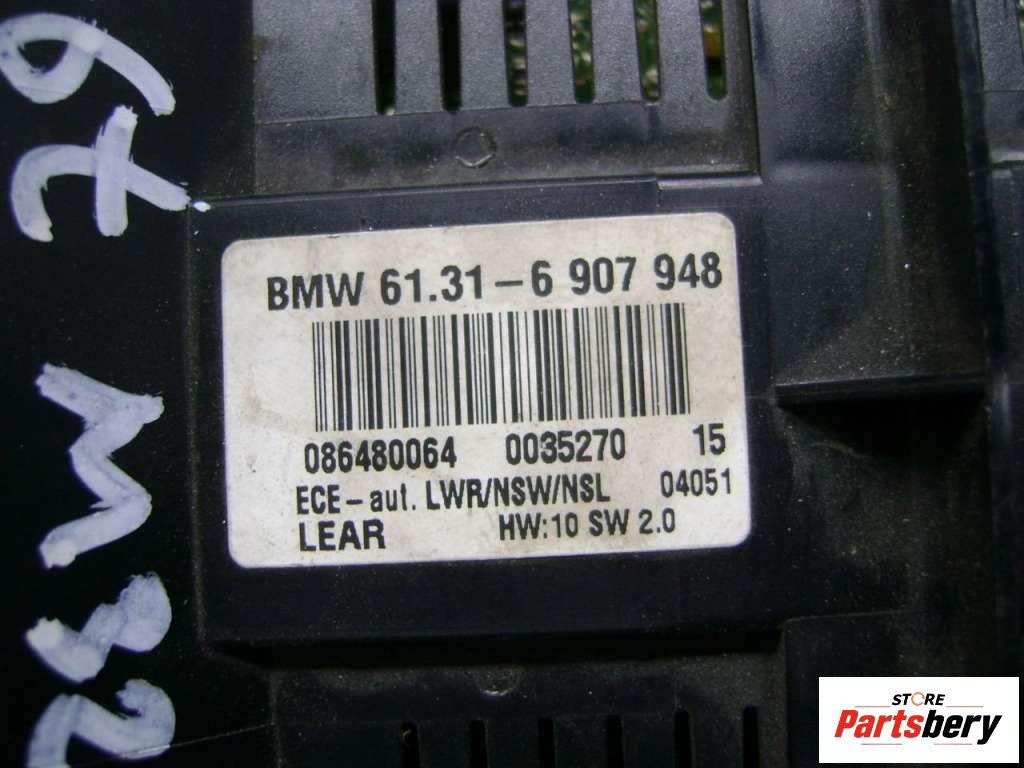 BMW 61.31-6 907 948
086480064 0035270 15
ECE-aut. LWR/NSW/NSL 04051
LEAR HW:10 SW 2.0
STORE
Partsbery